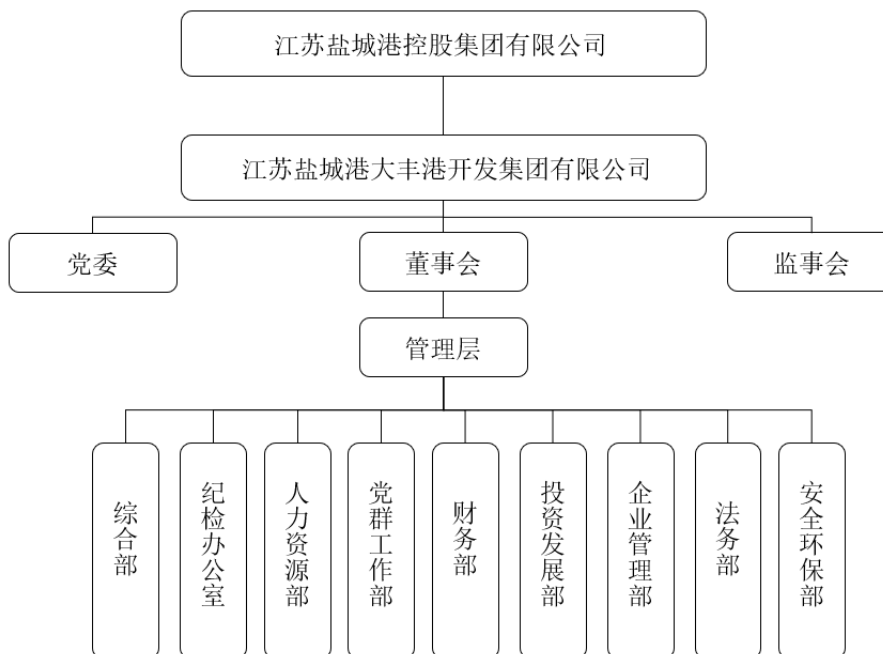 江苏盐城港控股集团有限公司
江苏盐城港大丰港开发集团有限公司
党委
董事会
监事会
管理层
综合部
纪检办公室
人力资源部
党群工作部
财务部
投资发展部
企业管理部
法务部
安全环保部